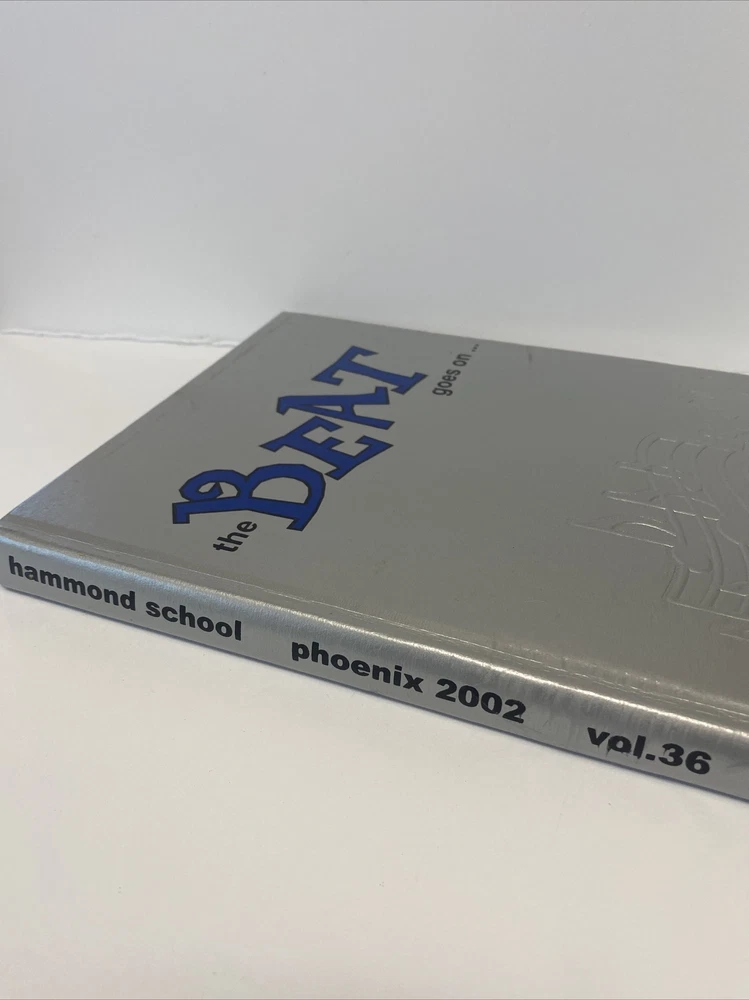 the BEAT goes on ...
hammond school phoenix 2002 vol.36